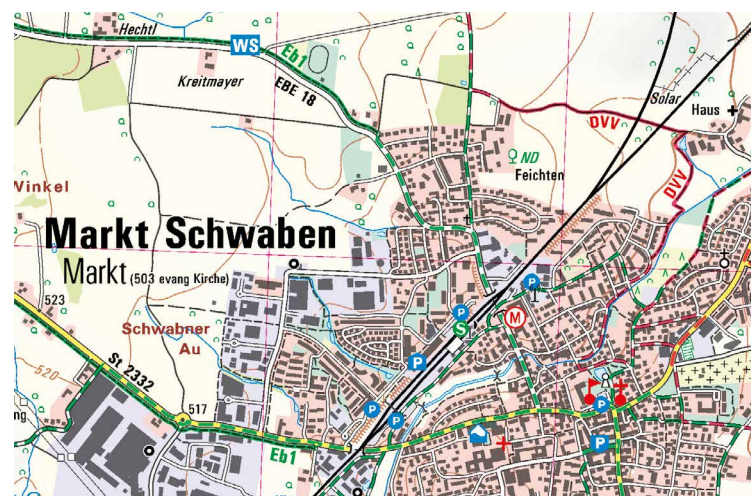 Hechtl
WS
Eb1
Kreitmayer
EBE 18
Solar
Haus
DVV
ND
Feichten
DVV
Winkel
Markt Schwaben
Markt (503 evang Kirche)
P
523
P
Schwabner
Au
S
M
St 2332
P
520
517
P
P
P
Eb1
P